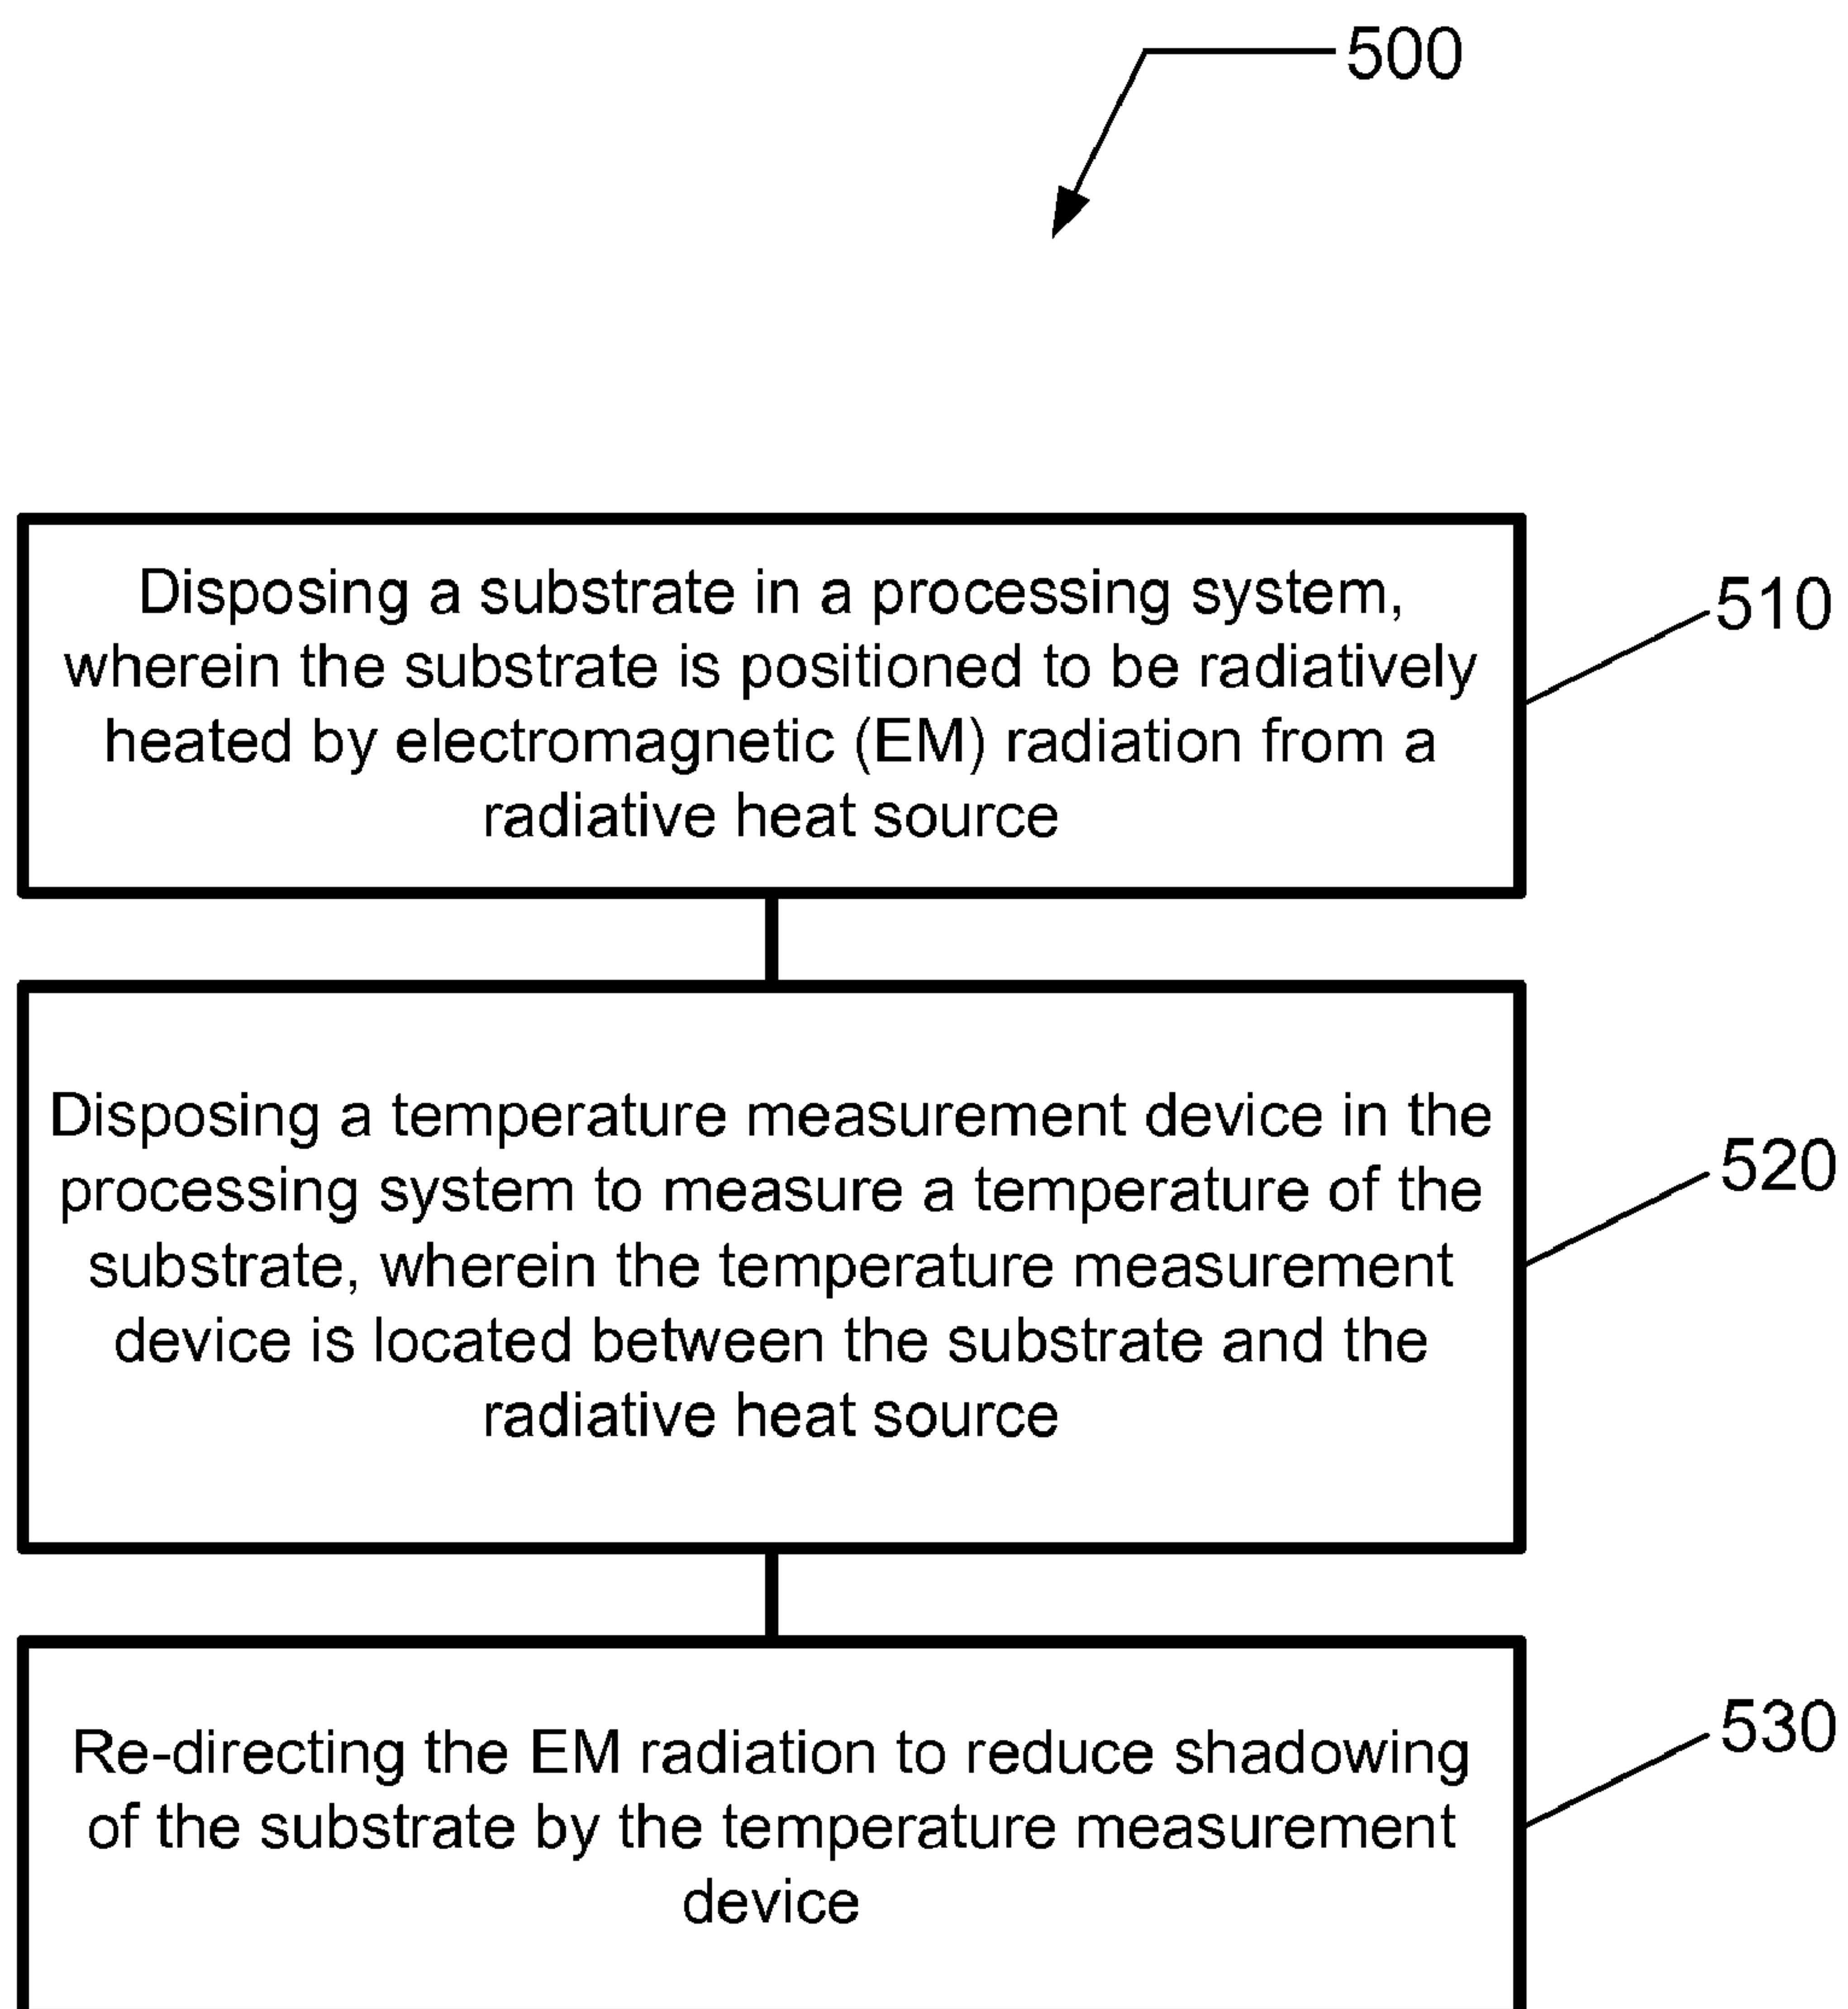 500
Disposing a substrate in a processing system,
wherein the substrate is positioned to be radiatively
heated by electromagnetic (EM) radiation from a
radiative heat source
510
Disposing a temperature measurement device in the
processing system to measure a temperature of the
substrate, wherein the temperature measurement
device is located between the substrate and the
radiative heat source
520
Re-directing the EM radiation to reduce shadowing
of the substrate by the temperature measurement
device
530